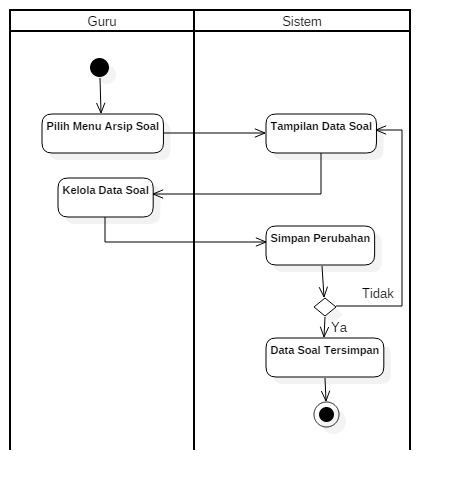 Guru
Sistem
Pilih Menu Arsip Soal
Tampilan Data Soal
Kelola Data Soal
Simpan Perubahan
Tidak
Ya
Data Soal Tersimpan